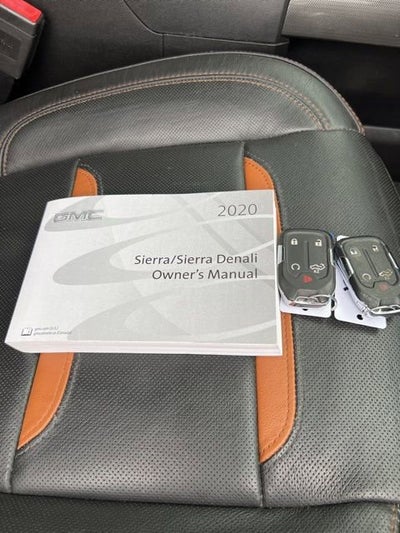 GMC
2020
Sierra/Sierra Denali
Owner's Manual